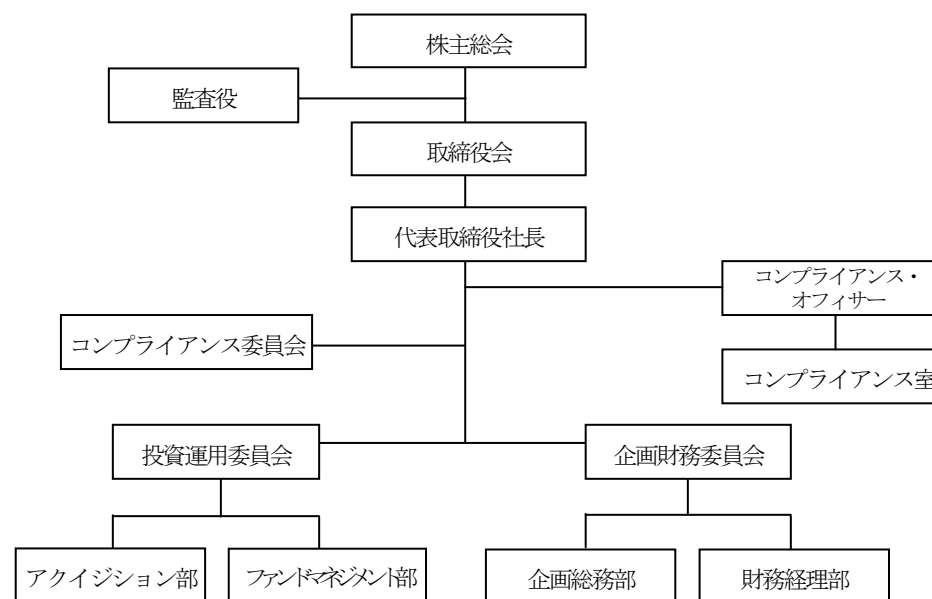 株主総会
監査役
取締役会
代表取締役社長
コンプライアンス・
オフィサー
コンプライアンス委員会
コンプライアンス室
投資運用委員会
企画財務委員会
アクイジション部
ファンドマネジメント部
企画総務部
財務経理部